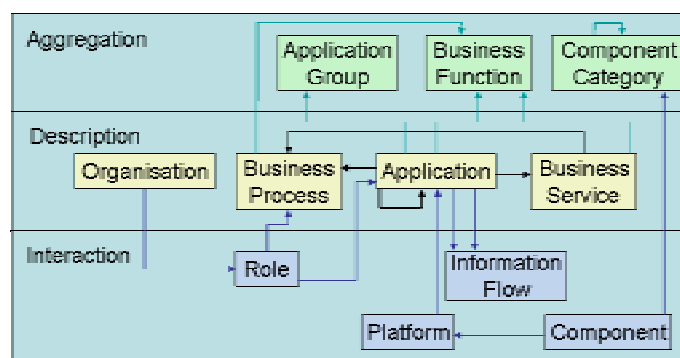 Aggregation
Application
Group
Business
Function
Component
Category
Description
Organisation
Business
Process
Application
Business
Service
Interaction
Role
Information
Flow
Platform
Component